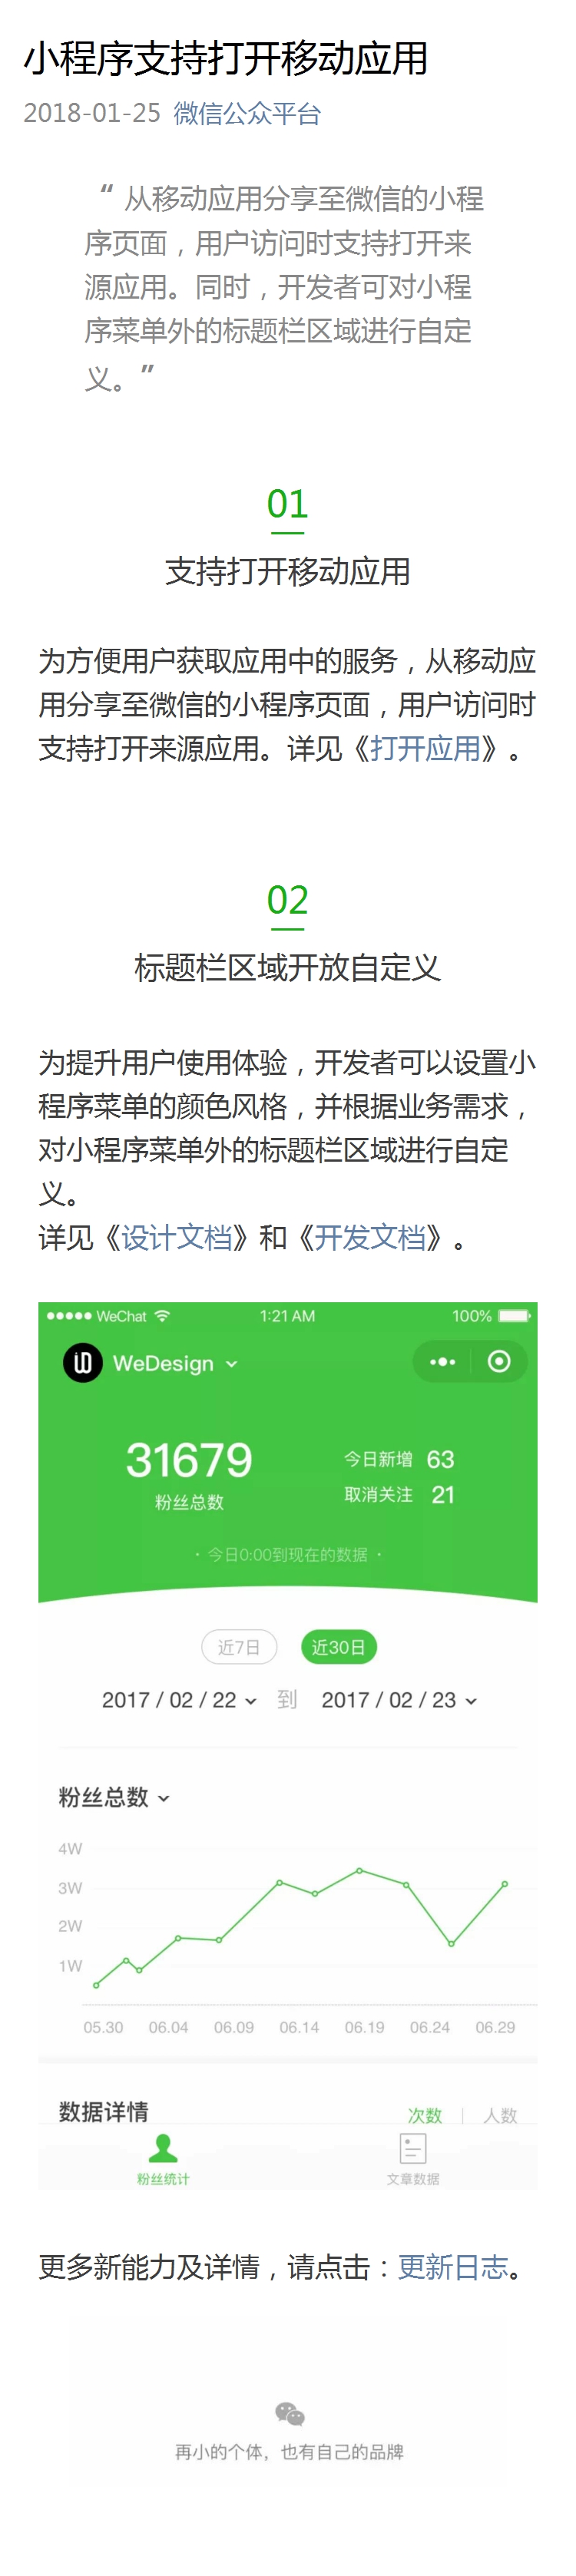 小程序支持打开移动应用
2018-01-25 微信公众平台
“ 从移动应用分享至微信的小程
序页面，用户访问时支持打开来
源应用。同时，开发者可对小程
序菜单外的标题栏区域进行自定
义。”
01
支持打开移动应用
为方便用户获取应用中的服务，从移动应
用分享至微信的小程序页面，用户访问时
支持打开来源应用。详见《打开应用》。
02
标题栏区域开放自定义
为提升用户使用体验，开发者可以设置小
程序菜单的颜色风格，并根据业务需求，
对小程序菜单外的标题栏区域进行自定
义。
详见《设计文档》和《开发文档》。
WeChat 1:21 AM 100%
WeDesign
31679
粉丝总数
今日新增 63
取消关注 21
· 今日0:00到现在的数据 ·
近7日 近30日
2017 / 02 / 22 到 2017 / 02 / 23
粉丝总数
4W
3W
2W
1W
05.30 06.04 06.09 06.14 06.19 06.24 06.29
数据详情 次数 | 人数
粉丝统计 文章数据
更多新能力及详情，请点击：更新日志。
再小的个体，也有自己的品牌